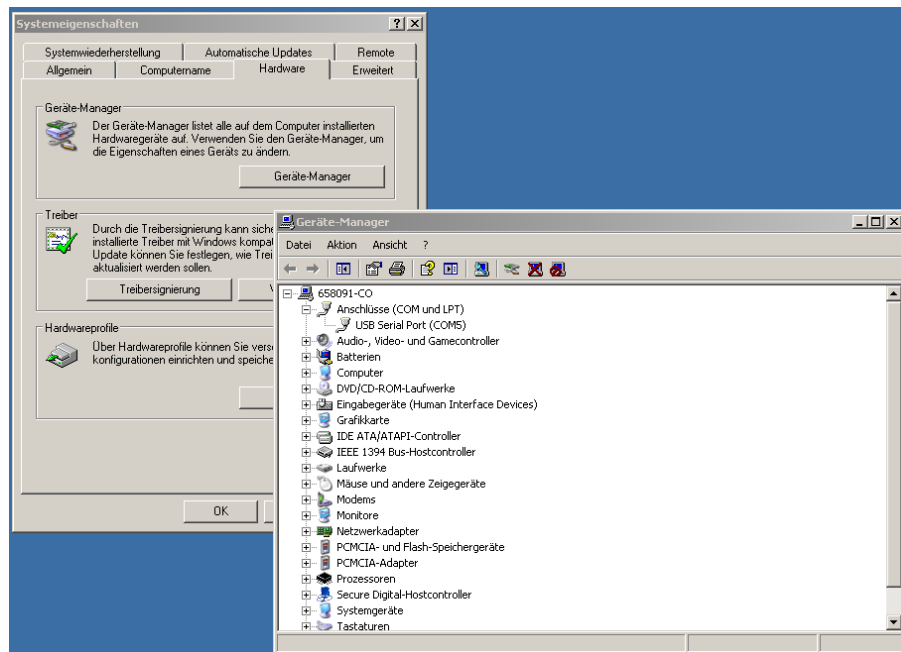 Systemeigenschaften
Systemwiederherstellung Automatische Updates Remote
Allgemein Computername Hardware Erweitert
Geräte-Manager
Der Geräte-Manager listet alle auf dem Computer installierten
Hardwaregeräte auf. Verwenden Sie den Geräte-Manager, um
die Eigenschaften eines Geräts zu ändern.
Geräte-Manager
Treiber
Durch die Treibersignierung kann siche
installierte Treiber mit Windows kompat
Update können Sie festlegen, wie Trei
aktualisiert werden sollen.
Treibersignierung
Hardwareprofile
Über Hardwareprofile können Sie vers
konfigurationen einrichten und speiche
OK
Geräte-Manager
Datei Aktion Ansicht ?
658091-CO
Anschlüsse (COM und LPT)
USB Serial Port (COM5)
Audio-, Video- und Gamecontroller
Batterien
Computer
DVD/CD-ROM-Laufwerke
Eingabegeräte (Human Interface Devices)
Grafikkarte
IDE ATA/ATAPI-Controller
IEEE 1394 Bus-Hostcontroller
Laufwerke
Mäuse und andere Zeigegeräte
Modems
Monitore
Netzwerkadapter
PCMCIA- und Flash-Speichergeräte
PCMCIA-Adapter
Prozessoren
Secure Digital-Hostcontroller
Systemgeräte
Tastaturen